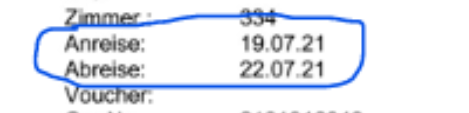 Zimmer : 334
Anreise: 19.07.21
Abreise: 22.07.21
Voucher: